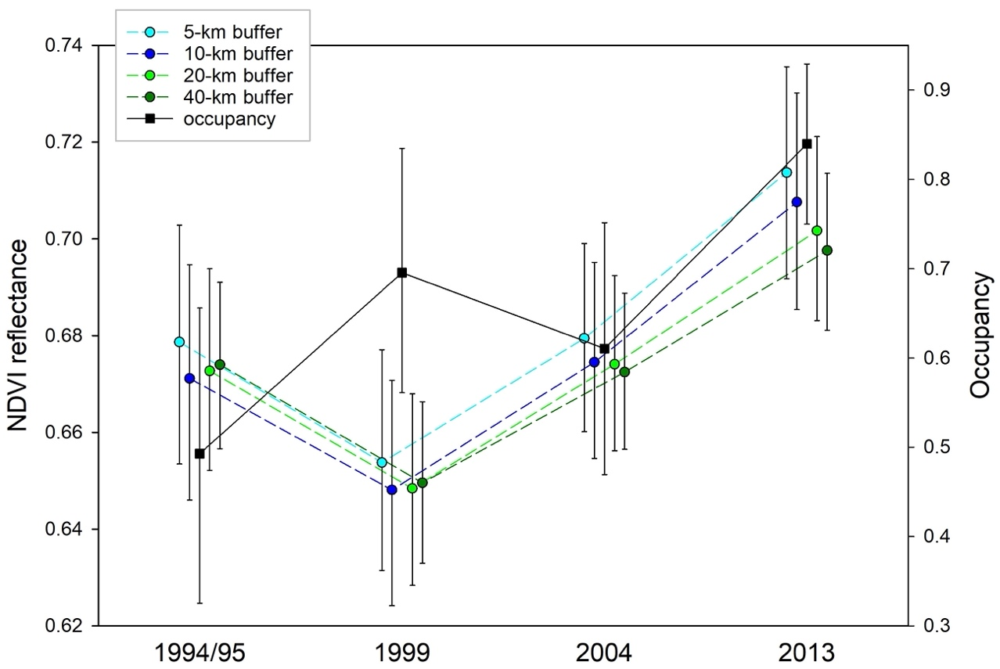 5-km buffer
10-km buffer
20-km buffer
40-km buffer
occupancy
0.74
0.72
0.70
0.68
0.66
0.64
0.62
NDVI reflectance
0.9
0.8
0.7
0.6
0.5
0.4
0.3
Occupancy
1994/95 1999 2004 2013